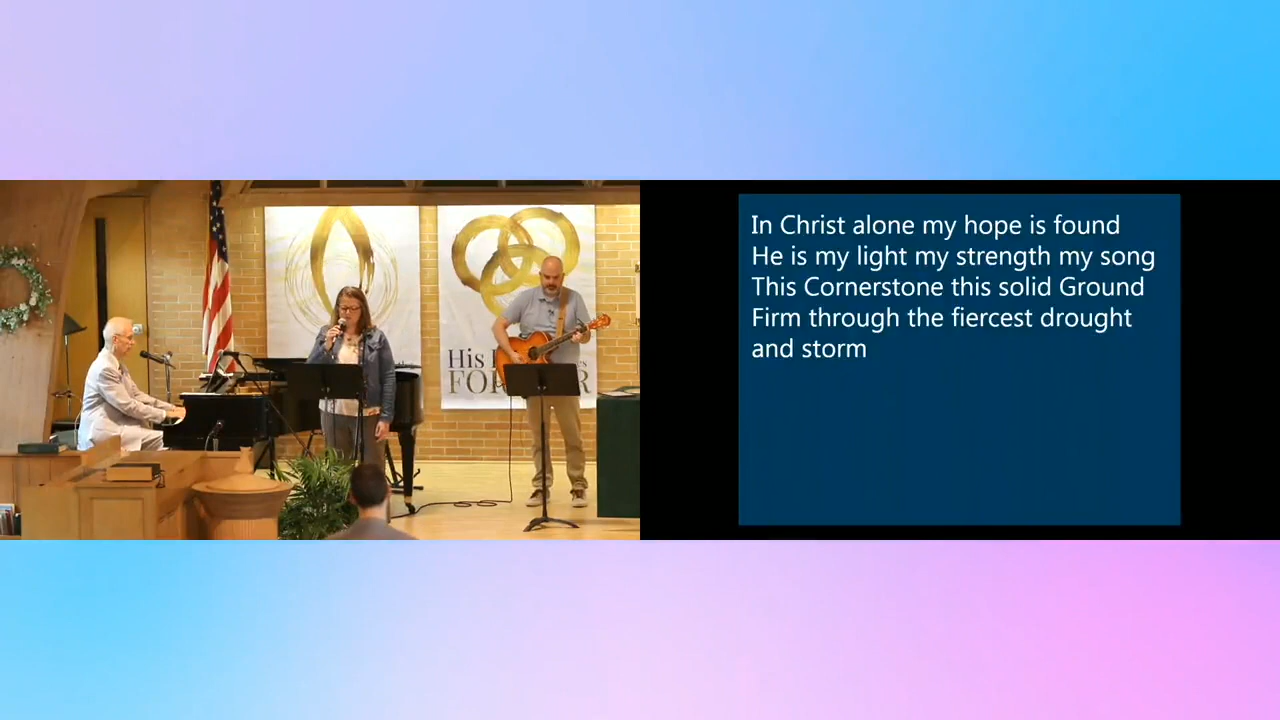 His
FOR
R
In Christ alone my hope is found
He is my light my strength my song
This Cornerstone this solid Ground
Firm through the fiercest drought
and storm